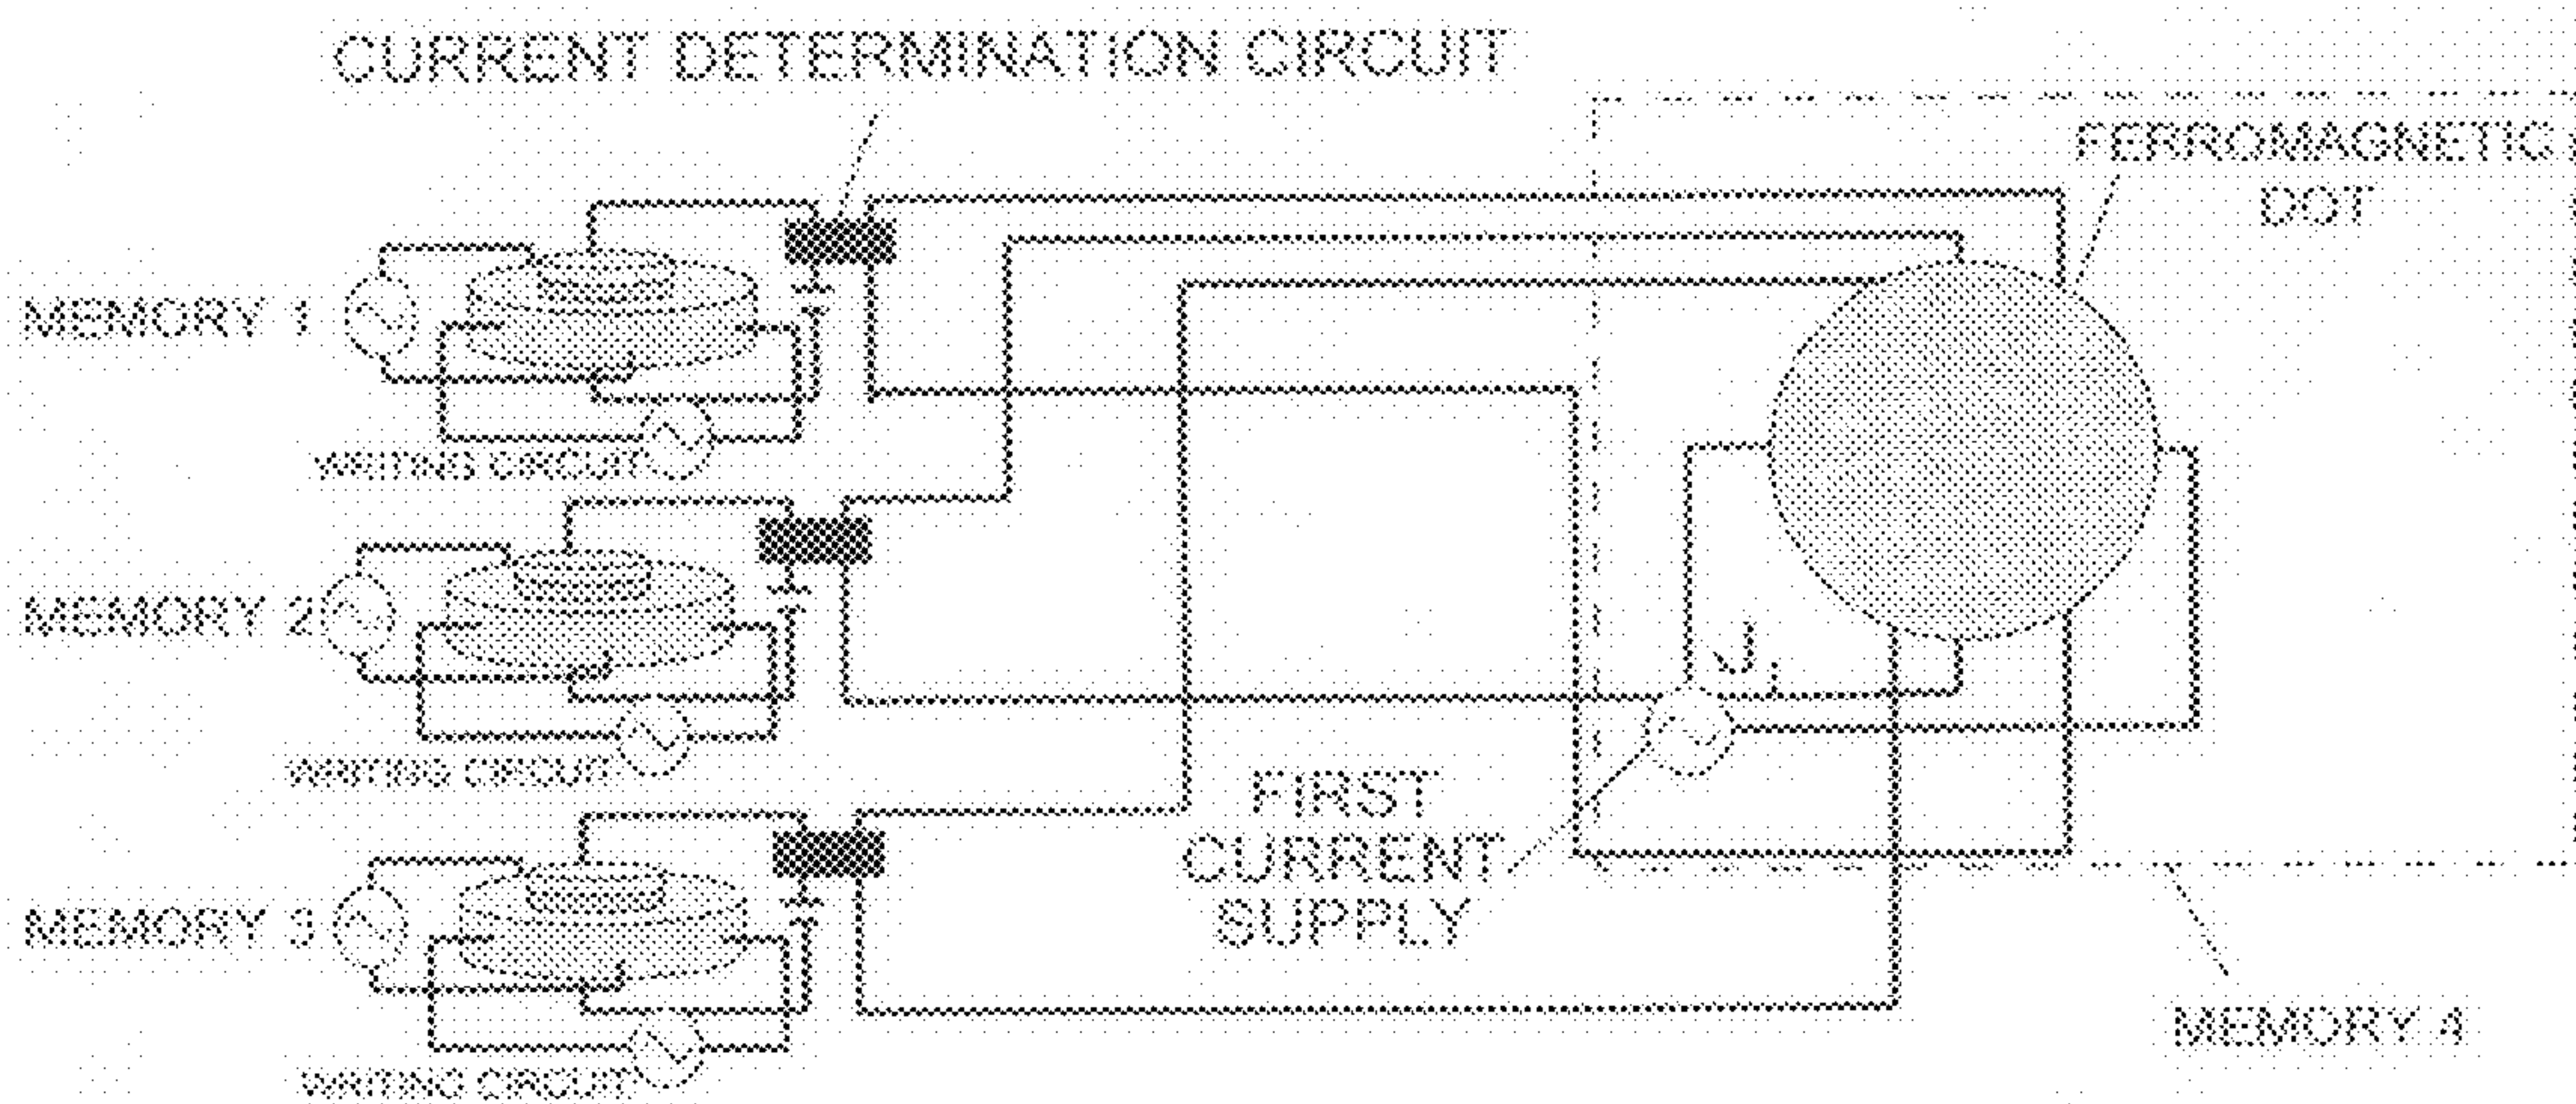 CURRENT DETERMINATION CIRCUIT
FERROMAGNETIC
DOT
MEMORY 1
WRITING CIRCUIT
MEMORY 2
WRITING CIRCUIT
J
FIRST
CURRENT
SUPPLY
MEMORY 3
MEMORY 4
WRITING CIRCUIT